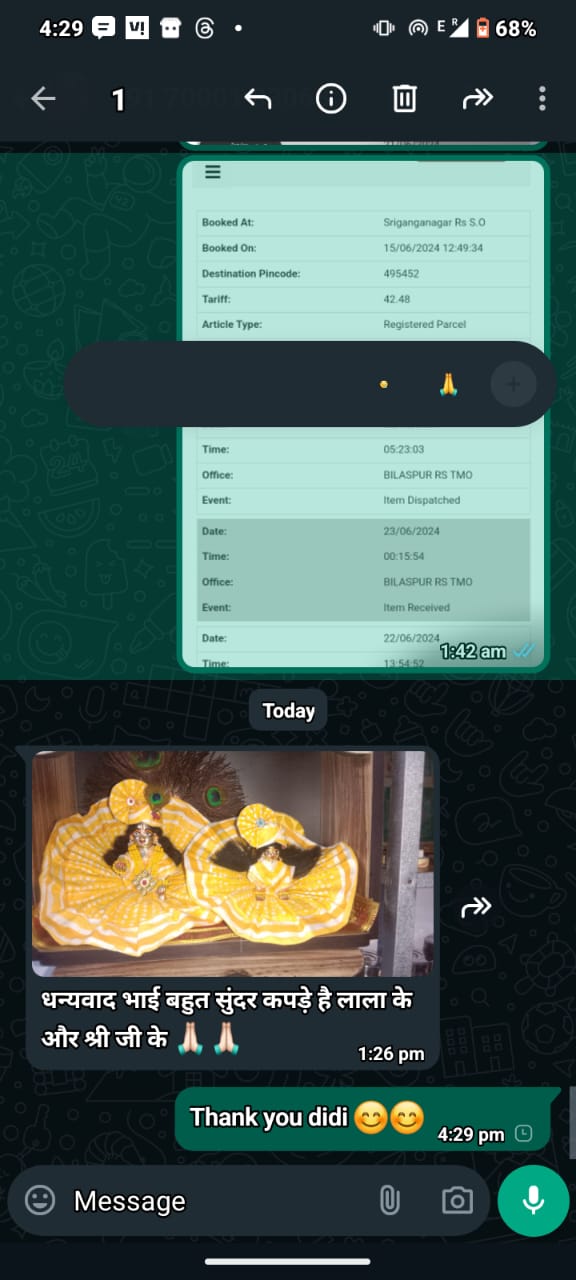 4:29
E R 68%
1
Booked At: Sriganganagar Rs S.O
Booked On: 15/06/2024 12:49:34
Destination Pincode: 495452
Tariff: 42.48
Article Type: Registered Parcel
Time: 05:23:03
Office: BILASPUR RS TMO
Event: Item Dispatched
Date: 23/06/2024
Time: 00:15:54
Office: BILASPUR RS TMO
Event: Item Received
Date: 22/06/2024
1:42 am
Time: 13:54:52
Today
धन्यवाद भाई बहुत सुंदर कपड़े है लाला के
और श्री जी के 🙏🏻 🙏🏻
1:26 pm
Thank you didi 😊😊
4:29 pm
Message